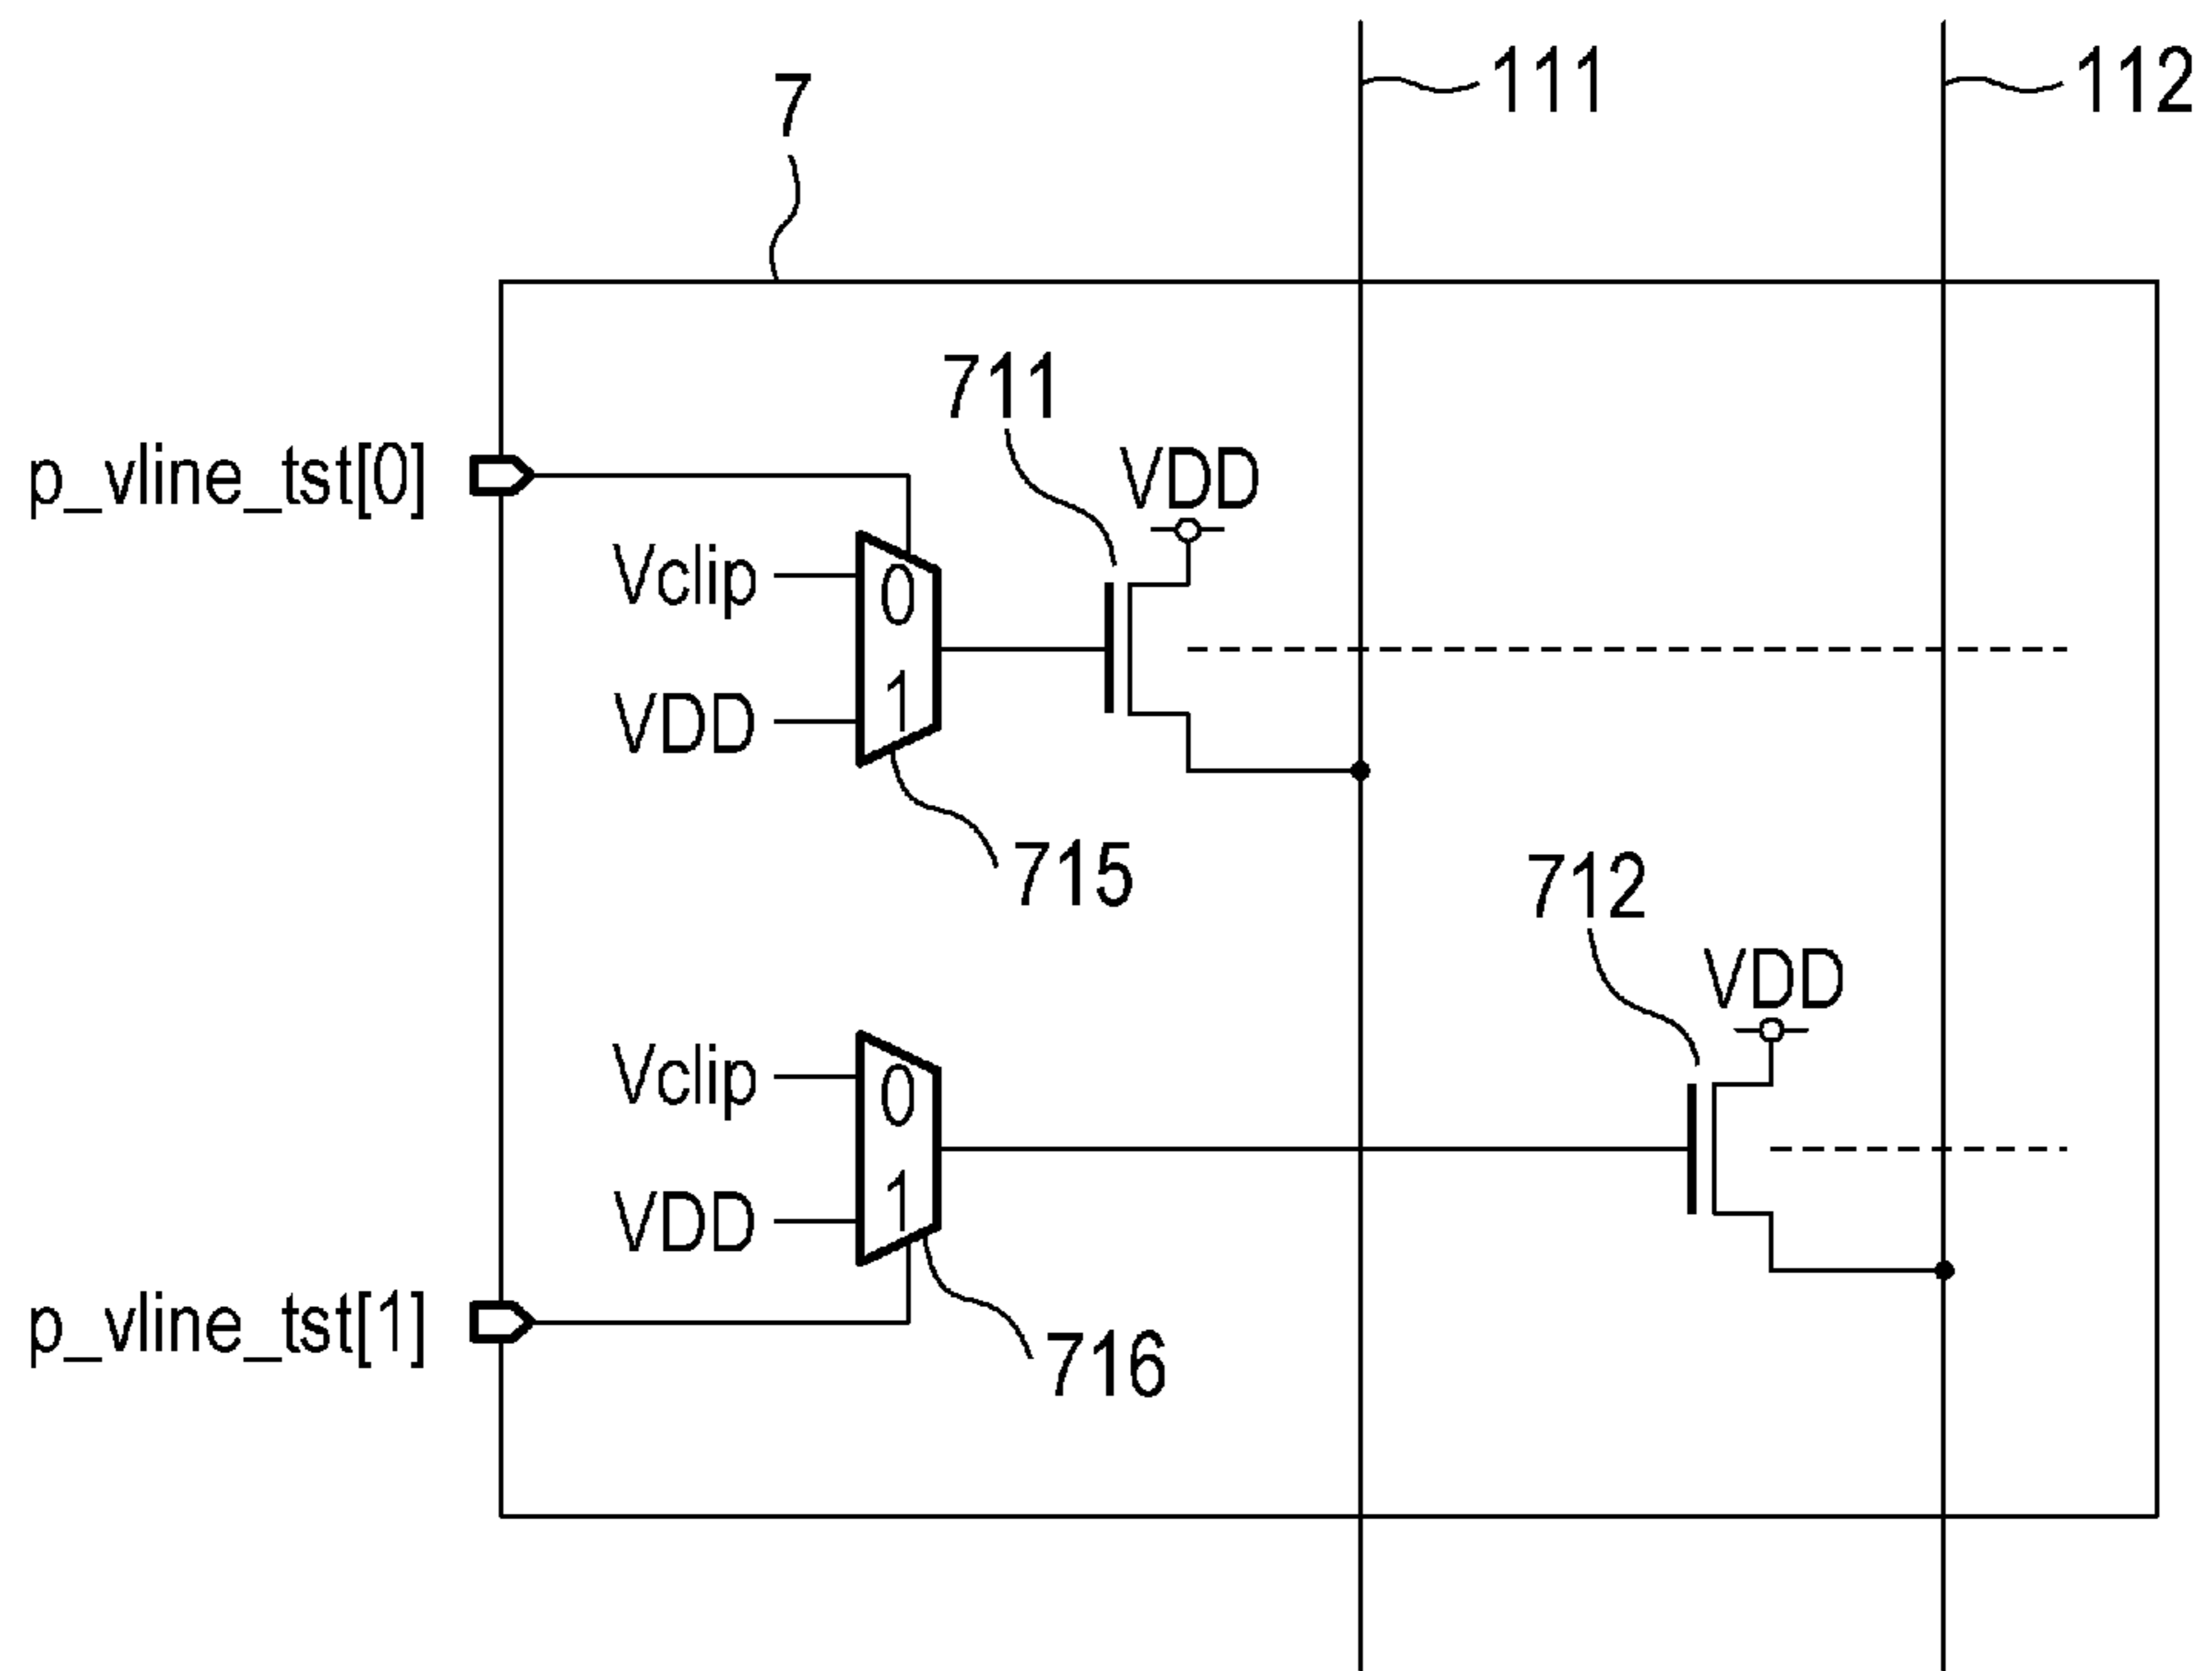 111
112
7
711
p_vline_tst[0]
VDD
Vclip
0
1
VDD
715
712
VDD
Vclip
0
1
VDD
p_vline_tst[1]
716